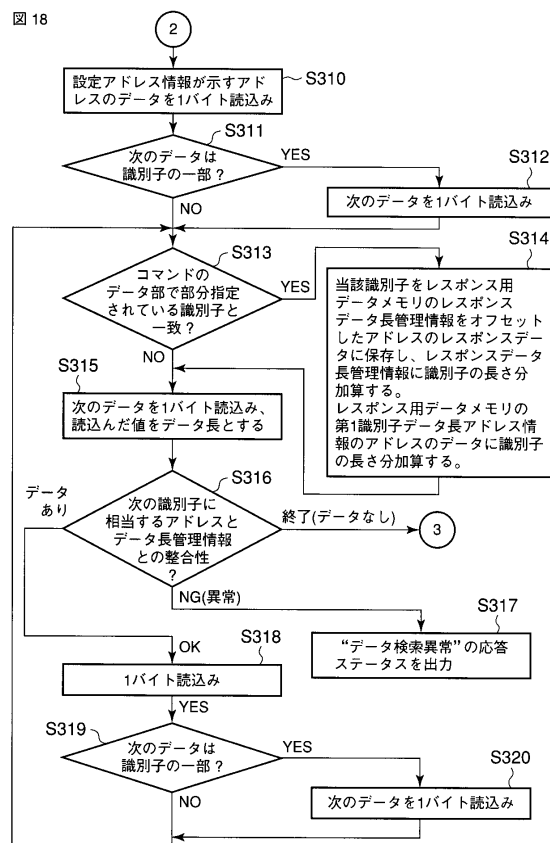 図 18
2
S310
設定アドレス情報が示すアド
レスのデータを1バイト読込み
S311
次のデータは
識別子の一部？
YES
NO
S312
次のデータを1バイト読込み
S313
コマンドの
データ部で部分指定
されている識別子と
一致？
YES
NO
S314
当該識別子をレスポンス用
データメモリのレスポンス
データ長管理情報をオフセット
したアドレスのレスポンスデー
タに保存し、レスポンスデータ
長管理情報に識別子の長さ分
加算する。
レスポンス用データメモリの
第1識別子データ長アドレス情
報のアドレスのデータに識別子
の長さ分加算する。
S315
次のデータを1バイト読込み、
読込んだ値をデータ長とする
S316
次の識別子に
相当するアドレスと
データ長管理情報
との整合性
？
データ
あり
終了(データなし)
3
NG(異常)
S317
“データ検索異常”の応答
ステータスを出力
OK
S318
1バイト読込み
YES
S319
次のデータは
識別子の一部？
YES
NO
S320
次のデータを1バイト読込み